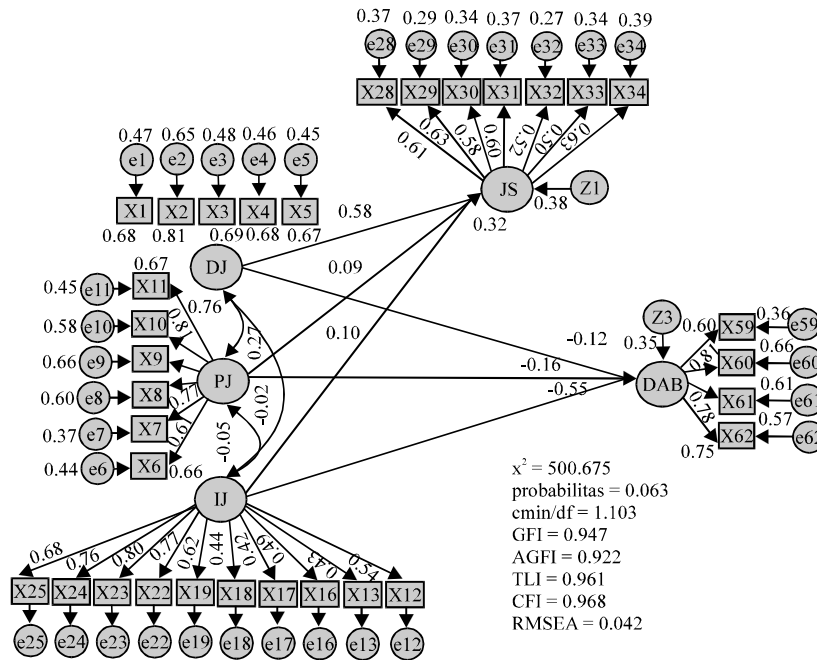 0.37 0.29 0.34 0.37 0.27 0.34 0.39
e28 e29 e30 e31 e32 e33 e34
X28 X29 X30 X31 X32 X33 X34
0.61 0.63 0.58 0.60 0.52 0.50 0.63
JS
0.32
0.38
Z1
0.47 0.65 0.48 0.46 0.45
e1 e2 e3 e4 e5
X1 X2 X3 X4 X5
0.68 0.81 0.69 0.68 0.67
DJ
0.58
0.09
0.10
0.76
0.27
-0.02
-0.05
0.67
0.45 e11 X11
0.58 e10 X10 0.8
0.66 e9 X9
0.60 e8 X8 0.77
0.37 e7 X7 0.61
0.44 e6 X6 0.66
PJ
IJ
-0.12
-0.16
-0.55
Z3
0.35
DAB
0.60 X59 0.36 e59
0.81 X60 0.66 e60
X61 0.61 e61
0.78 X62 0.57 e62
0.75
0.68 0.76 0.80 0.77 0.62 0.44 0.42 0.49 0.43 0.54
X25 X24 X23 X22 X19 X18 X17 X16 X13 X12
e25 e24 e23 e22 e19 e18 e17 e16 e13 e12
x² = 500.675
probabilitas = 0.063
cmin/df = 1.103
GFI = 0.947
AGFI = 0.922
TLI = 0.961
CFI = 0.968
RMSEA = 0.042